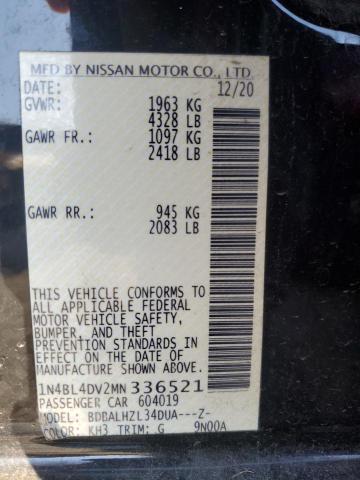 MFD BY NISSAN MOTOR CO., LTD.
DATE: 12/20
GVWR: 1963 KG
4328 LB
GAWR FR.: 1097 KG
2418 LB
GAWR RR.: 945 KG
2083 LB
THIS VEHICLE CONFORMS TO
ALL APPLICABLE FEDERAL
MOTOR VEHICLE SAFETY,
BUMPER, AND THEFT
PREVENTION STANDARDS IN
EFFECT ON THE DATE OF
MANUFACTURE SHOWN ABOVE.
1N4BL4DV2MN 336521
PASSENGER CAR 604019
MODEL: BDBALHZL34DUA---Z-
COLOR: KH3 TRIM: G 9N00A